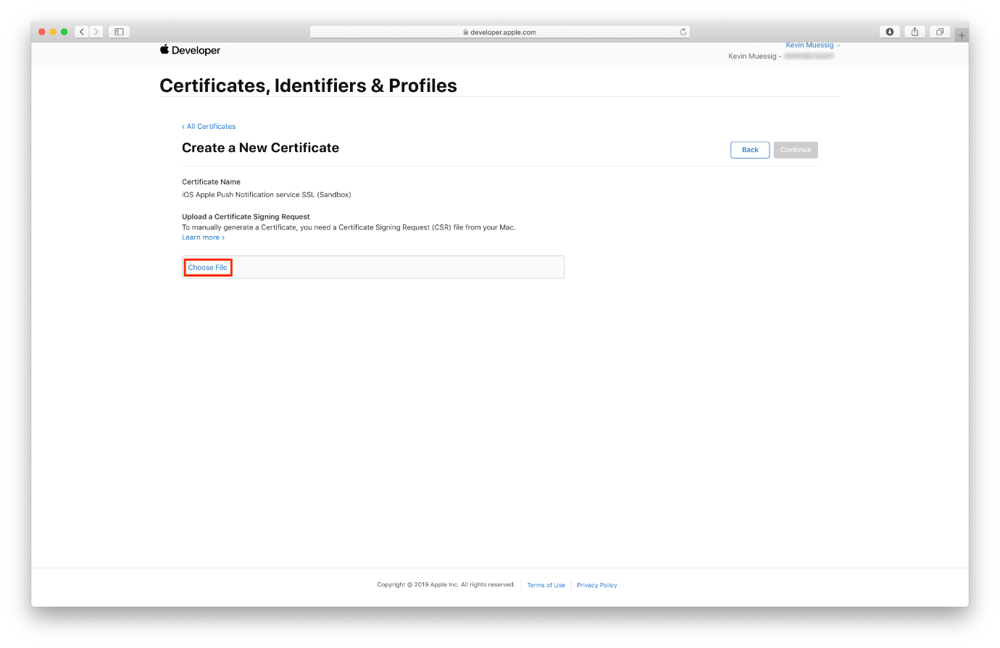 developer.apple.com
Developer
Kevin Muessig
Kevin Muessig -
Certificates, Identifiers & Profiles
‹ All Certificates
Create a New Certificate
Back
Continue
Certificate Name
iOS Apple Push Notification service SSL (Sandbox)
Upload a Certificate Signing Request
To manually generate a Certificate, you need a Certificate Signing Request (CSR) file from your Mac.
Learn more ›
Choose File
Copyright © 2019 Apple Inc. All rights reserved.
Terms of Use
Privacy Policy